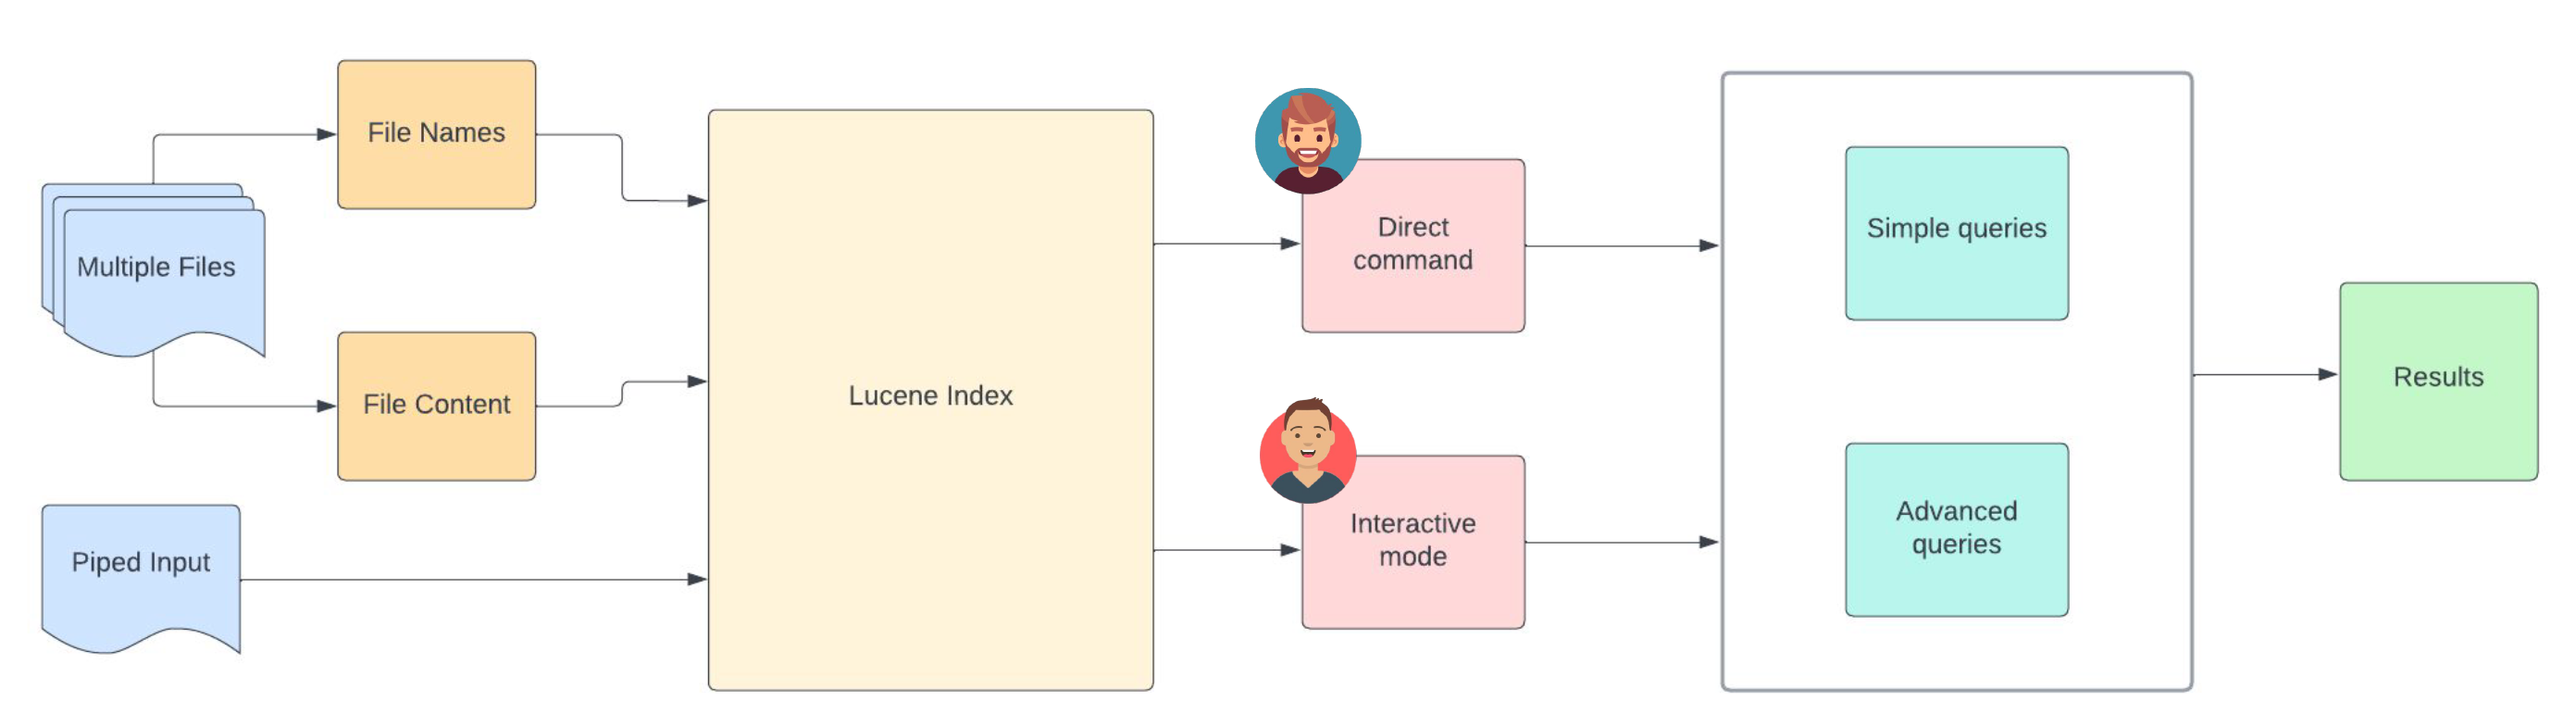 File Names
Multiple Files
File Content
Piped Input
Lucene Index
Direct
command
Interactive
mode
Simple queries
Advanced
queries
Results